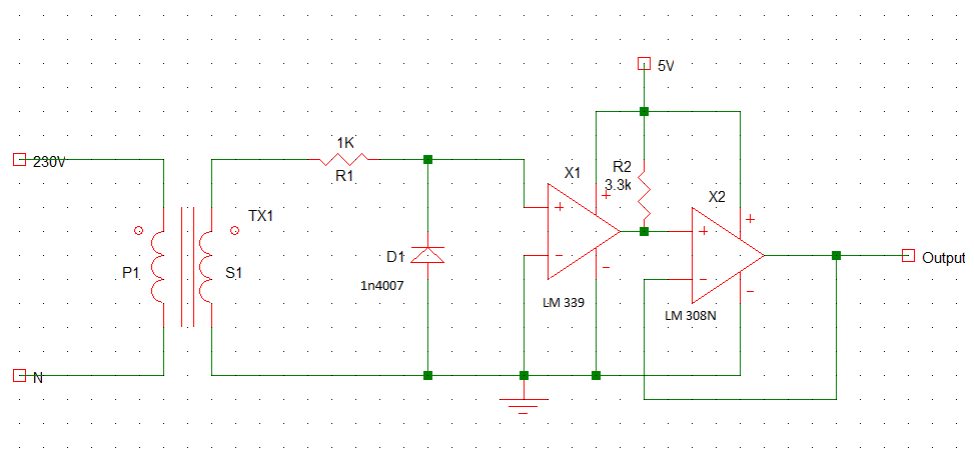 5V
1K
230V
R1
X1
R2
3.3k
+
X2
TX1
+
+
+
P1
S1
D1
−
−
Output
1n4007
−
−
LM 339
LM 308N
N